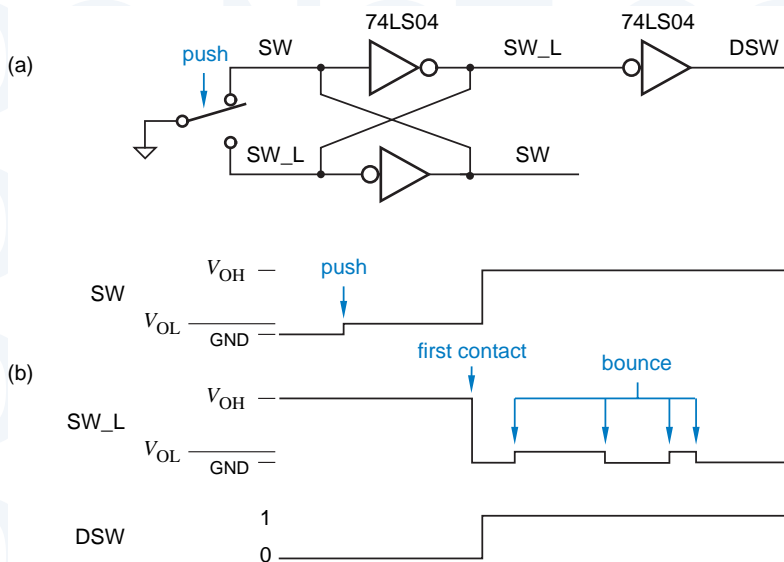 74LS04 74LS04
(a) push SW SW_L DSW
SW_L SW
SW VOH push
VOL GND
first contact bounce
(b)
SW_L VOH
VOL GND
DSW 1
0